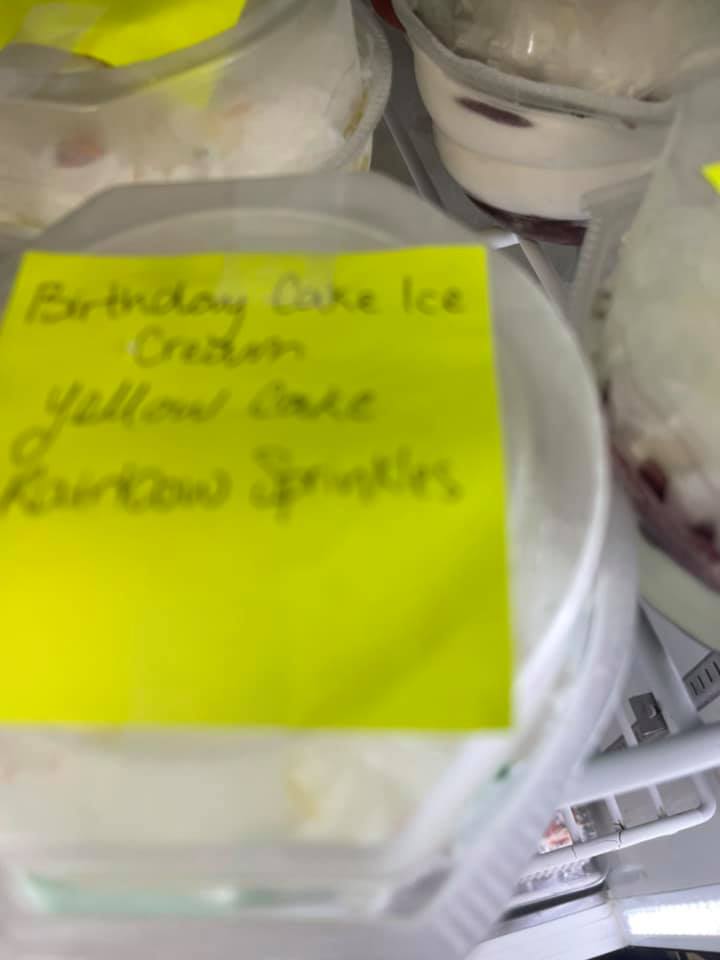 Birthday Cake Ice
Cream
Yellow Cake
Rainbow Sprinkles